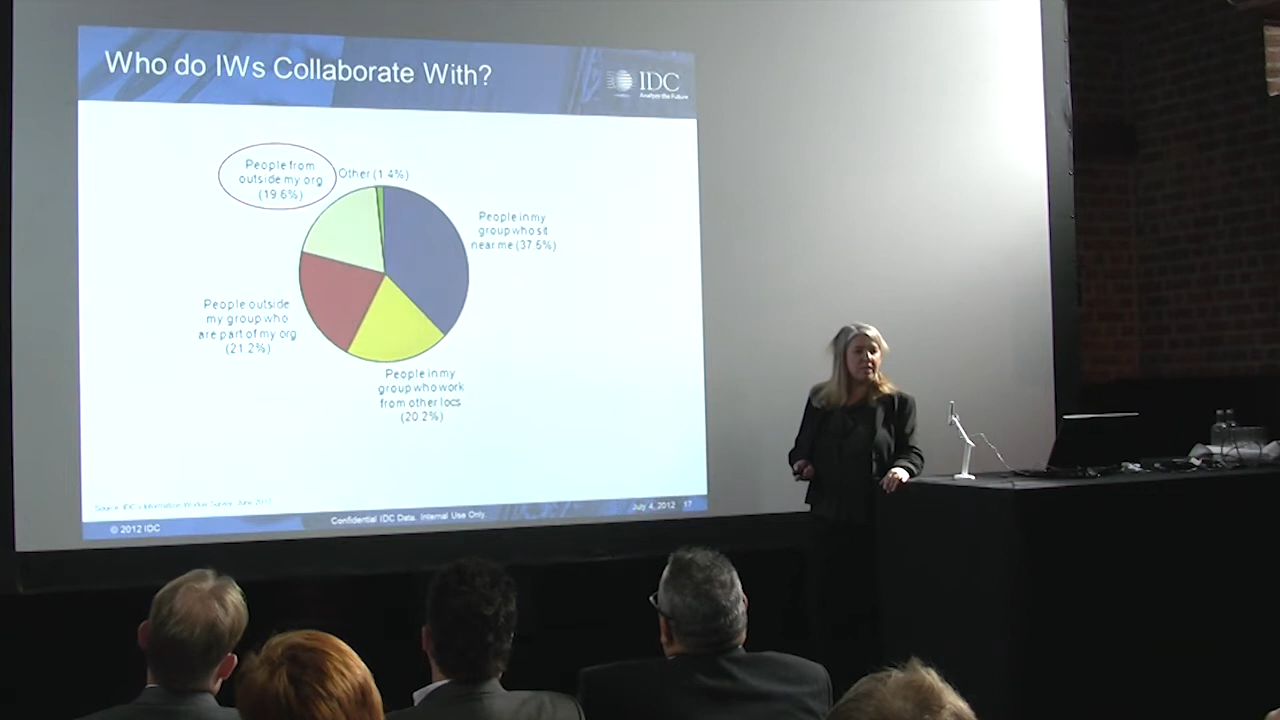 Who do IWs Collaborate With?
IDC
Analyze the Future
People from
outside my org
(19.6%)
Other (1.4%)
People in my
group who sit
near me (37.6%)
People outside
my group who
are part of my org
(21.2%)
People in my
group who work
from other locs
(20.2%)
July 4, 2012 17
Confidential IDC Data. Internal Use Only.
© 2012 IDC